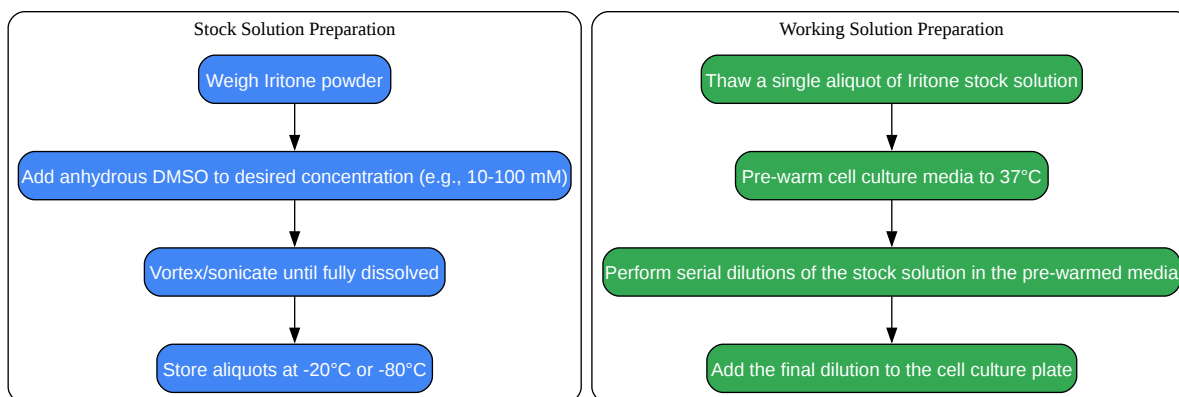 Stock Solution Preparation
Weigh Iritone powder
Add anhydrous DMSO to desired concentration (e.g., 10-100 mM)
Vortex/sonicate until fully dissolved
Store aliquots at -20°C or -80°C
Working Solution Preparation
Thaw a single aliquot of Iritone stock solution
Pre-warm cell culture media to 37°C
Perform serial dilutions of the stock solution in the pre-warmed media
Add the final dilution to the cell culture plate